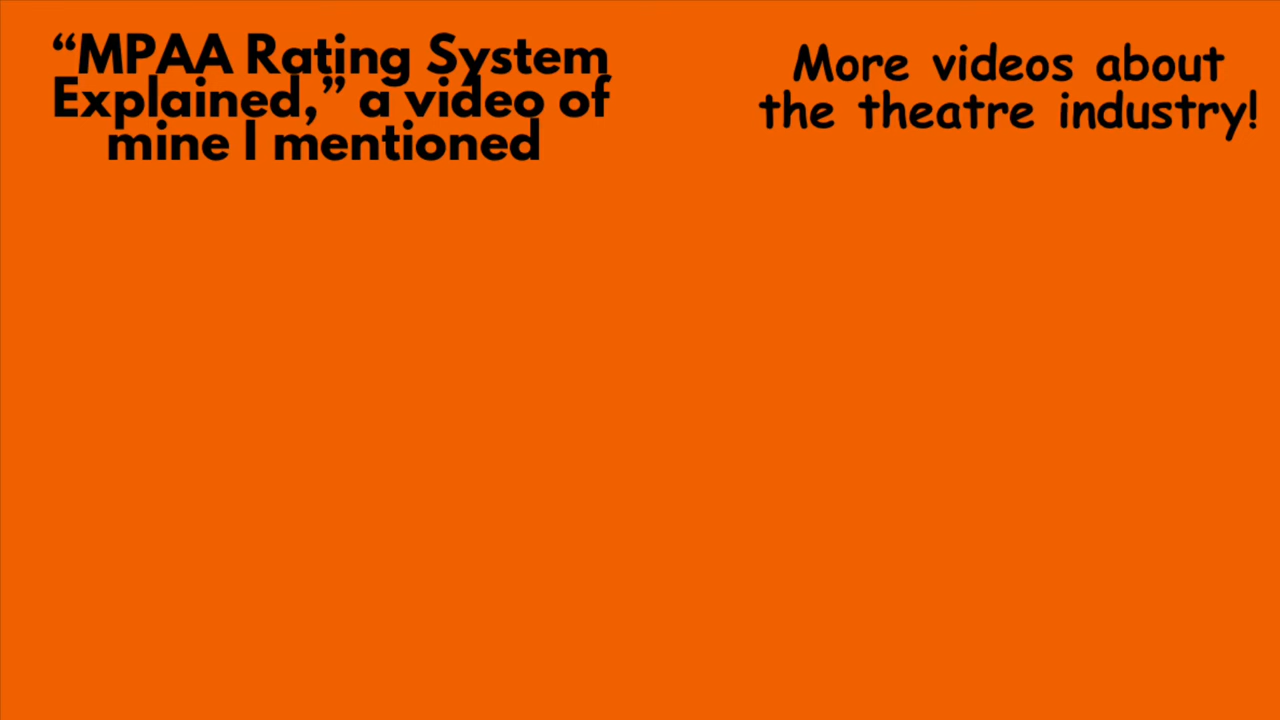 “MPAA Rating System
Explained,” a video of
mine I mentioned
More videos about
the theatre industry!